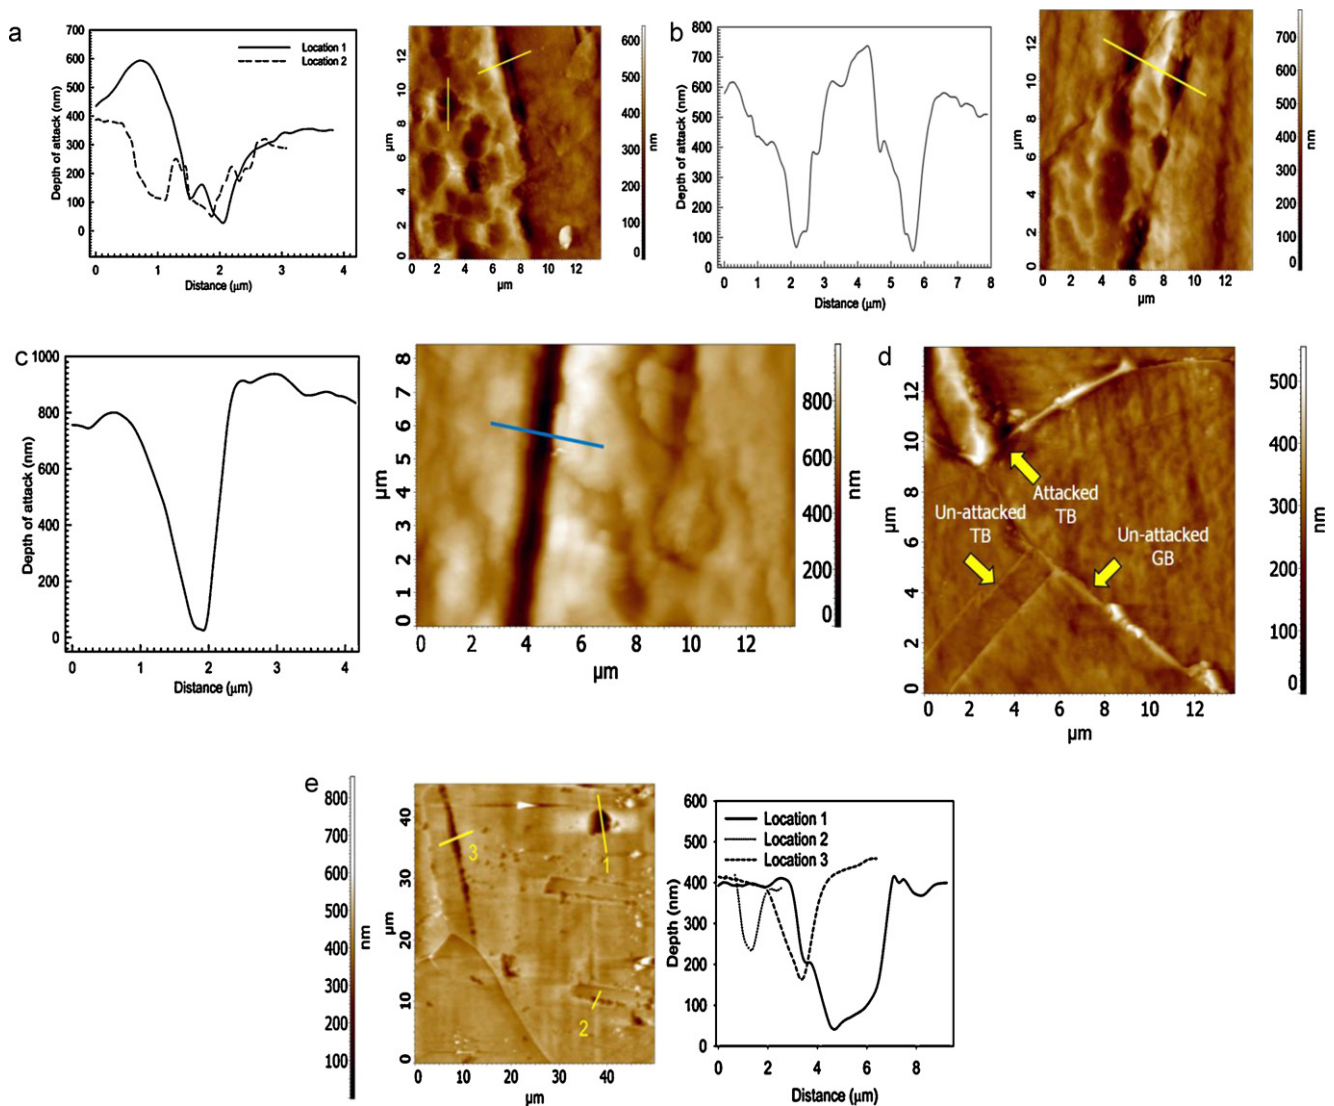 a
700
600
500
400
300
200
100
0
Depth of attack (nm)
Location 1
Location 2
0 1 2 3 4
Distance (μm)
12
10
8
6
4
2
0
µm
0 2 4 6 8 10 12
µm
600
500
400
300
200
100
0
nm
b
800
700
600
500
400
300
200
100
0
Depth of attack (nm)
0 1 2 3 4 5 6 7 8
Distance (μm)
12
10
8
6
4
2
0
µm
0 2 4 6 8 10 12
µm
700
600
500
400
300
200
100
0
nm
c
1000
800
600
400
200
0
Depth of attack (nm)
0 1 2 3 4
Distance (μm)
8
7
6
5
4
3
2
1
0
µm
0 2 4 6 8 10 12
µm
800
600
400
200
0
nm
d
12
10
8
6
4
2
0
µm
Attacked
TB
Un-attacked
TB
Un-attacked
GB
0 2 4 6 8 10 12
µm
500
400
300
200
100
0
nm
e
800
700
600
500
400
300
200
100
0
nm
40
30
20
10
0
µm
3
1
2
0 10 20 30 40
µm
600
500
400
300
200
100
0
Depth (nm)
Location 1
Location 2
Location 3
0 2 4 6 8
Distance (µm)